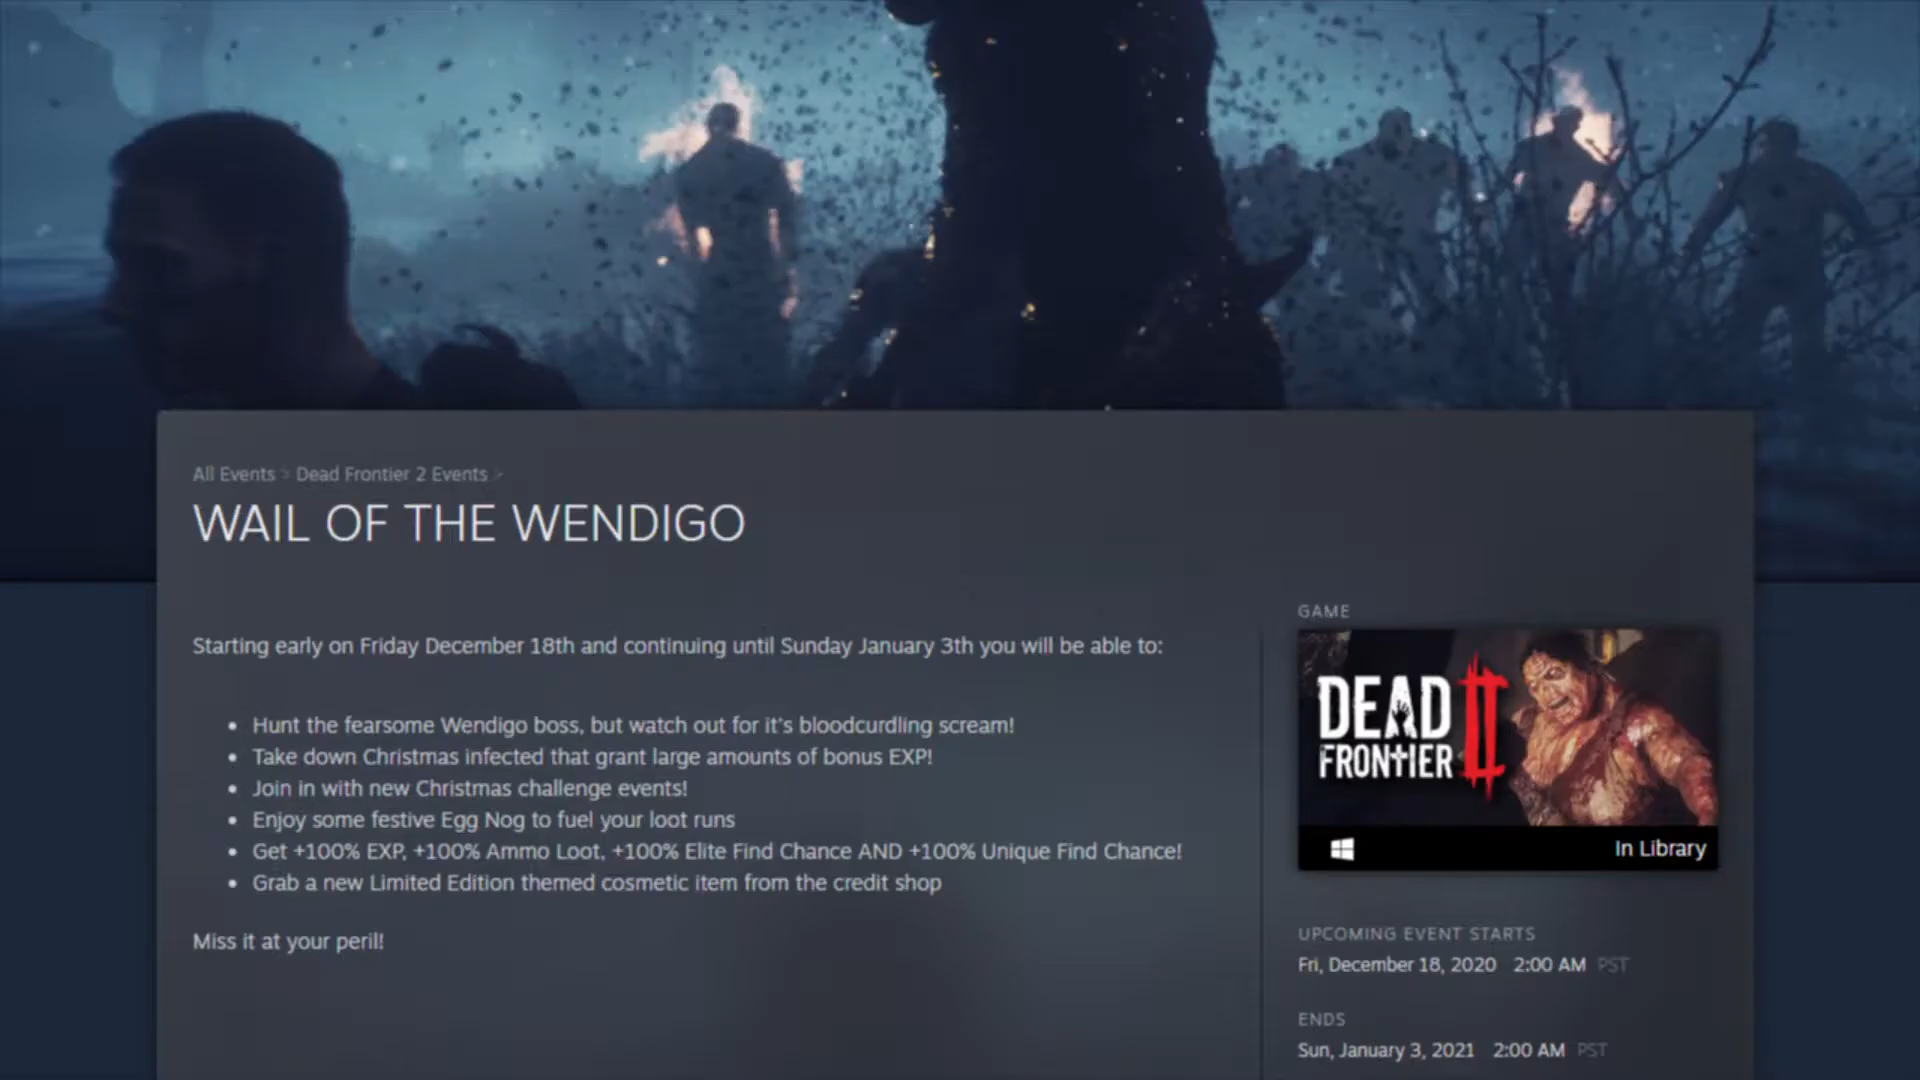 All Events > Dead Frontier 2 Events >
WAIL OF THE WENDIGO
Starting early on Friday December 18th and continuing until Sunday January 3th you will be able to:
• Hunt the fearsome Wendigo boss, but watch out for it's bloodcurdling scream!
• Take down Christmas infected that grant large amounts of bonus EXP!
• Join in with new Christmas challenge events!
• Enjoy some festive Egg Nog to fuel your loot runs
• Get +100% EXP, +100% Ammo Loot, +100% Elite Find Chance AND +100% Unique Find Chance!
• Grab a new Limited Edition themed cosmetic item from the credit shop
Miss it at your peril!
GAME
DEAD
FRONTIER II
In Library
UPCOMING EVENT STARTS
Fri, December 18, 2020 2:00 AM PST
ENDS
Sun, January 3, 2021 2:00 AM PST